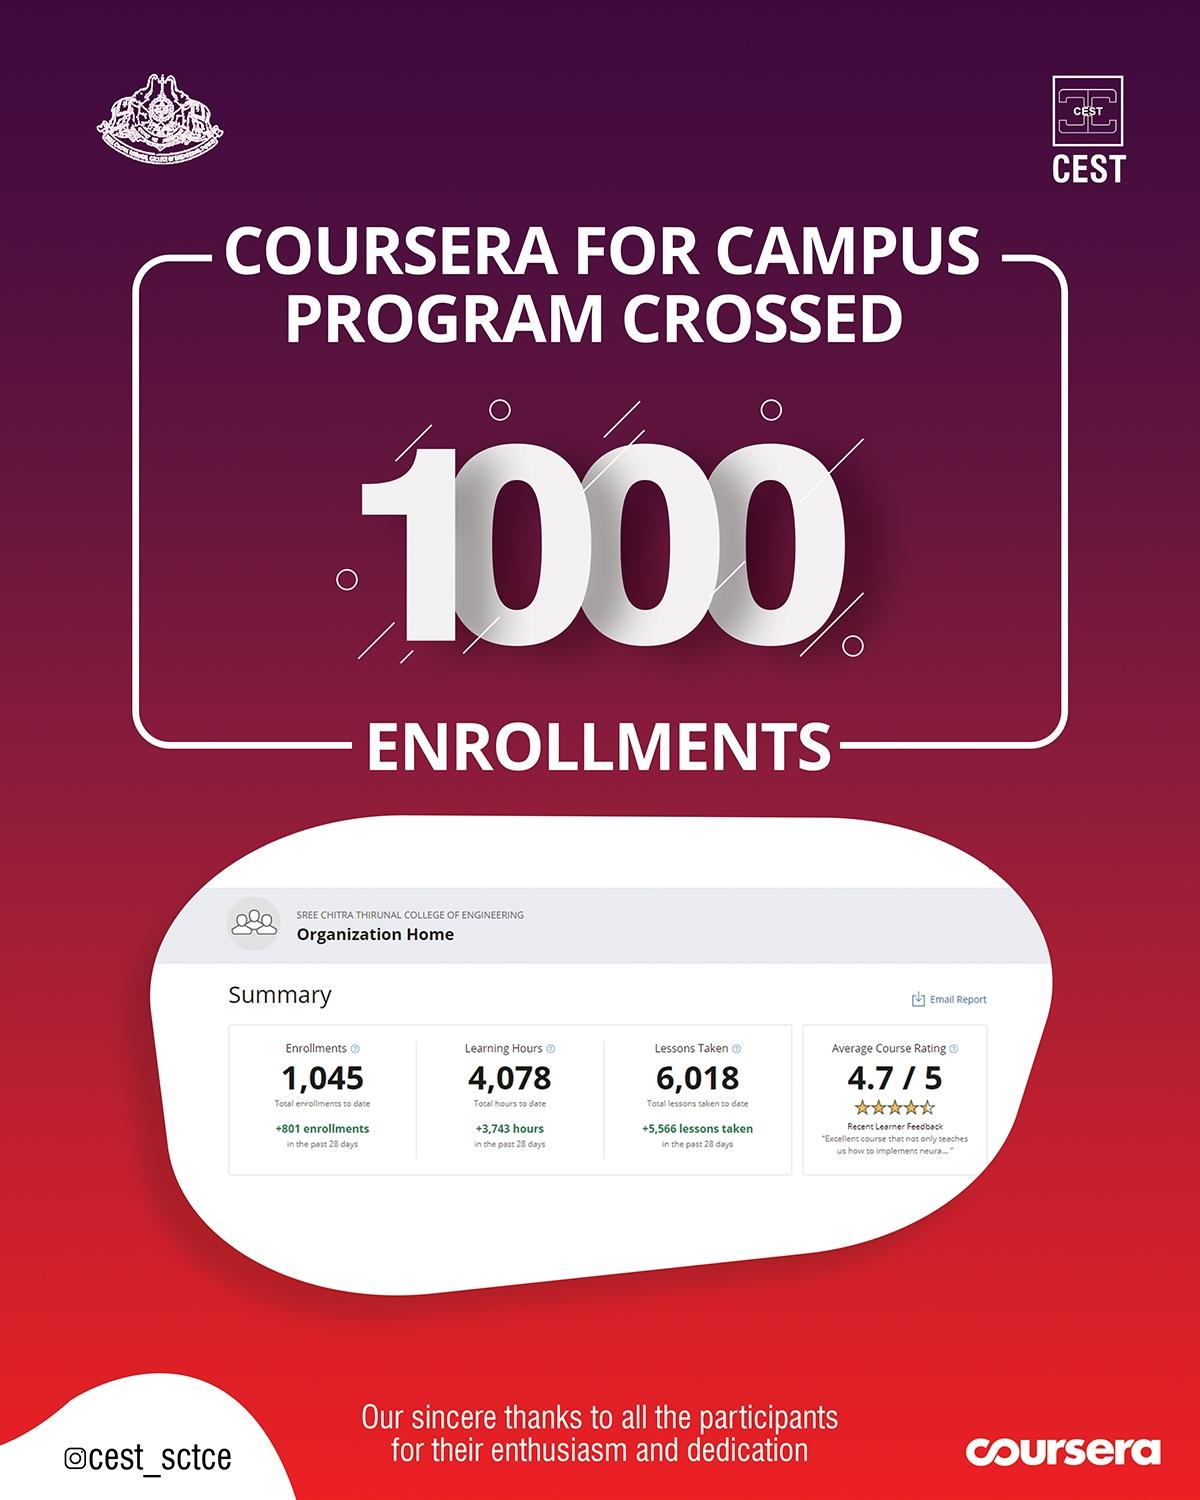 CEST
CEST
COURSERA FOR CAMPUS
PROGRAM CROSSED
1000
ENROLLMENTS
SREE CHITRA THIRUNAL COLLEGE OF ENGINEERING
Organization Home
Summary
Email Report
Enrollments
1,045
Total enrollments to date
+801 enrollments
in the past 28 days
Learning Hours
4,078
Total hours to date
+3,743 hours
in the past 28 days
Lessons Taken
6,018
Total lessons taken to date
+5,566 lessons taken
in the past 28 days
Average Course Rating
4.7 / 5
Recent Learner Feedback
"Excellent course that not only teaches
us how to implement neura... "
cest_sctce
Our sincere thanks to all the participants
for their enthusiasm and dedication
coursera